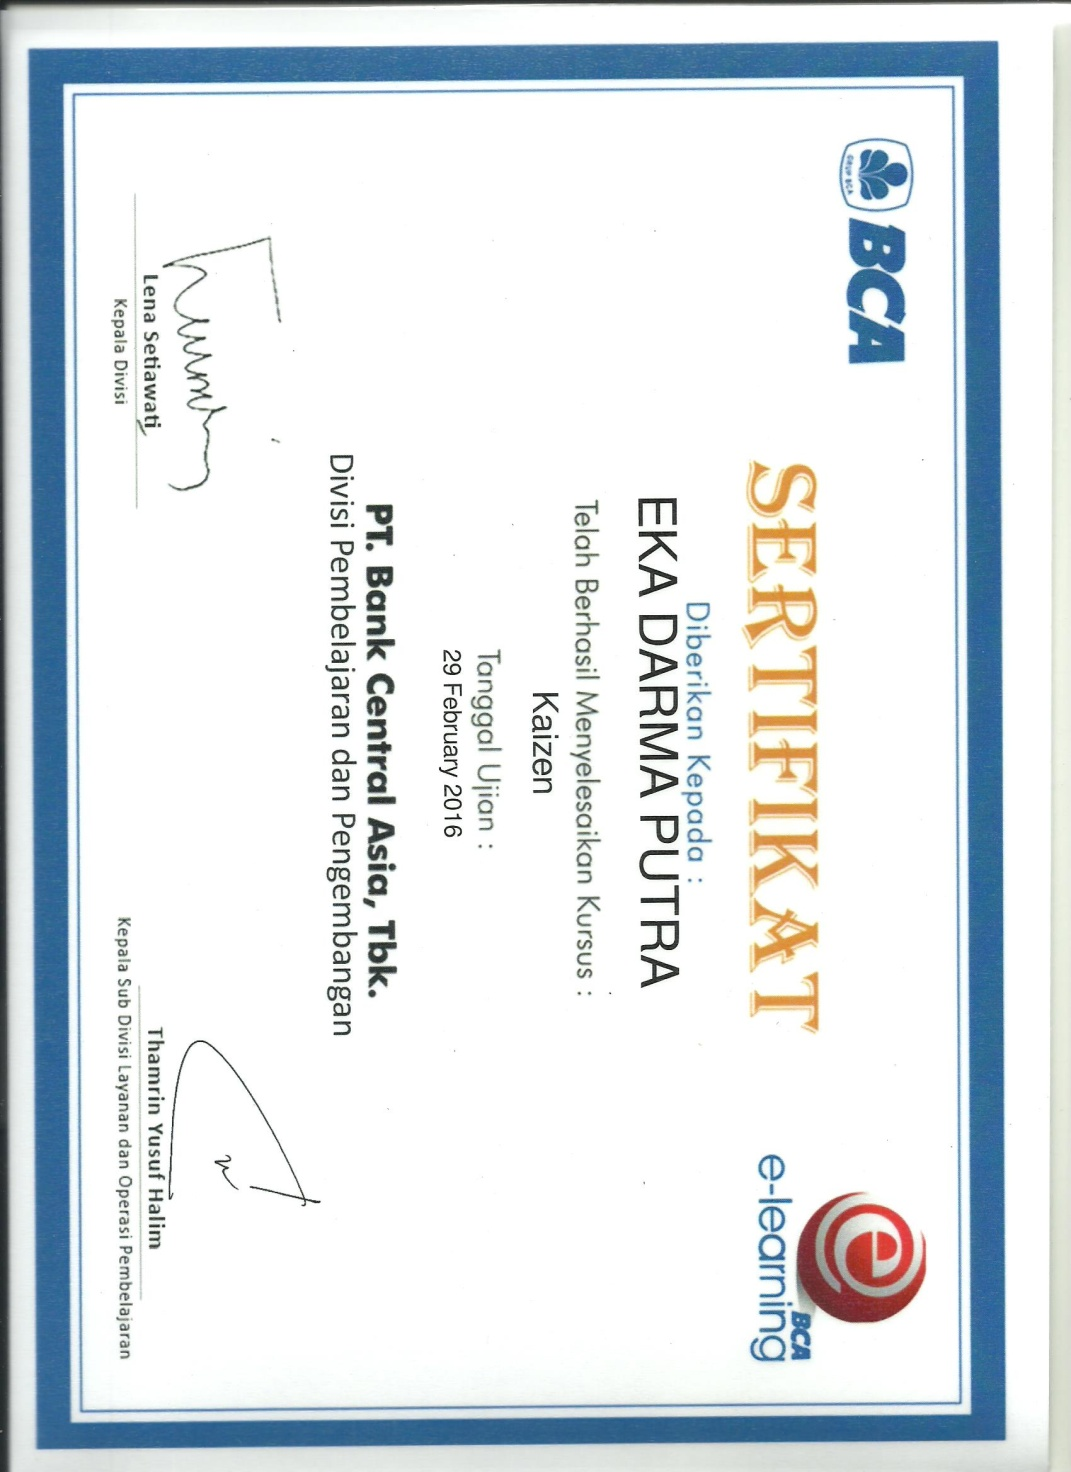 GRUP BCA
BCA
e
BCA
e-learning
SERTIFIKAT
Diberikan Kepada :
EKA DARMA PUTRA
Telah Berhasil Menyelesaikan Kursus :
Kaizen
Tanggal Ujian :
29 February 2016
PT. Bank Central Asia, Tbk.
Divisi Pembelajaran dan Pengembangan
Lena Setiawati
Kepala Divisi
Thamrin Yusuf Halim
Kepala Sub Divisi Layanan dan Operasi Pembelajaran